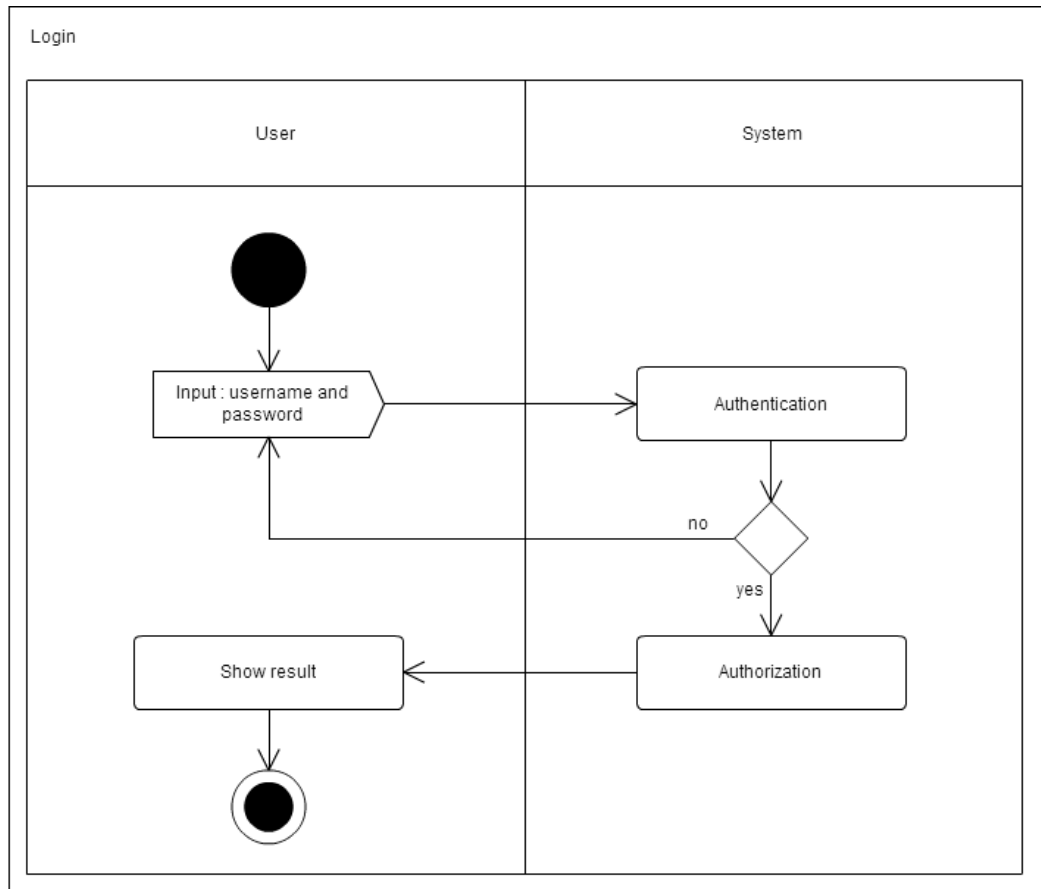 Login
User
System
Input : username and
password
Authentication
no
yes
Show result
Authorization